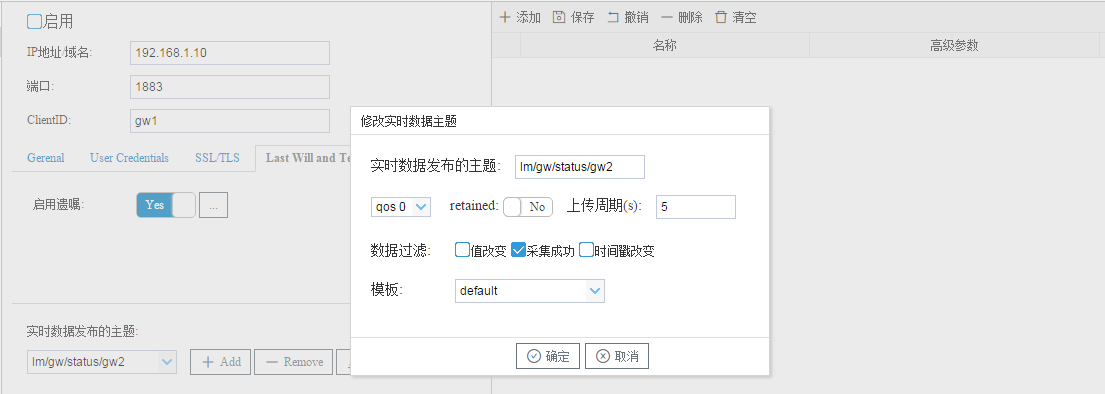 启用
添加 保存 撤销 删除 清空
IP地址/域名: 192.168.1.10
名称 高级参数
端口: 1883
ClientID: gw1
修改实时数据主题
Gerenal User Credentials SSL/TLS Last Will and Te
实时数据发布的主题: lm/gw/status/gw2
启用遗嘱: Yes ...
qos 0 retained: No 上传周期(s): 5
数据过滤: 值改变 采集成功 时间戳改变
模板: default
实时数据发布的主题:
lm/gw/status/gw2 Add Remove
确定 取消